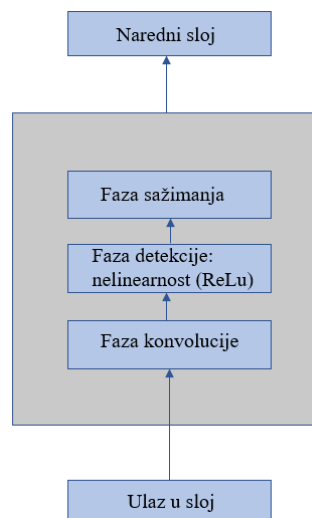 Naredni sloj
Faza sažimanja
Faza detekcije:
nelinearnost (ReLu)
Faza konvolucije
Ulaz u sloj